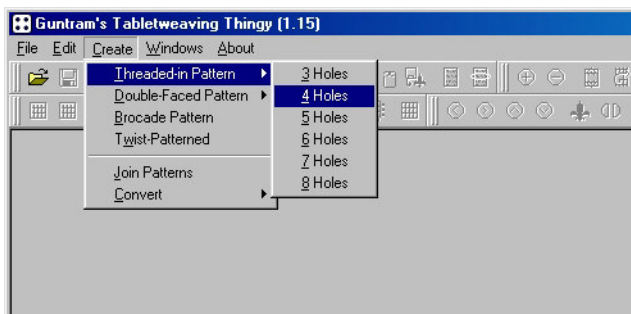 Guntram's Tabletweaving Thingy (1.15)
File Edit Create Windows About
Threaded-in Pattern
Double-Faced Pattern
Brocade Pattern
Twist-Patterned
Join Patterns
Convert
3 Holes
4 Holes
5 Holes
6 Holes
7 Holes
8 Holes